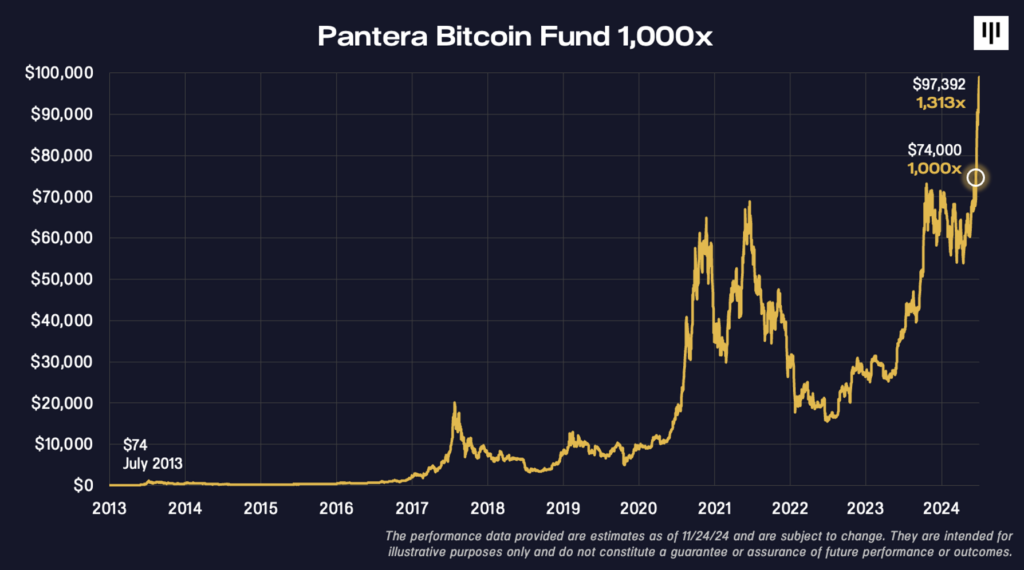 Pantera Bitcoin Fund 1,000x
$100,000
$90,000
$80,000
$70,000
$60,000
$50,000
$40,000
$30,000
$20,000
$10,000
$0
$97,392
1,313x
$74,000
1,000x
$74
July 2013
2013 2014 2015 2016 2017 2018 2019 2020 2021 2022 2023 2024
The performance data provided are estimates as of 11/24/24 and are subject to change. They are intended for
illustrative purposes only and do not constitute a guarantee or assurance of future performance or outcomes.